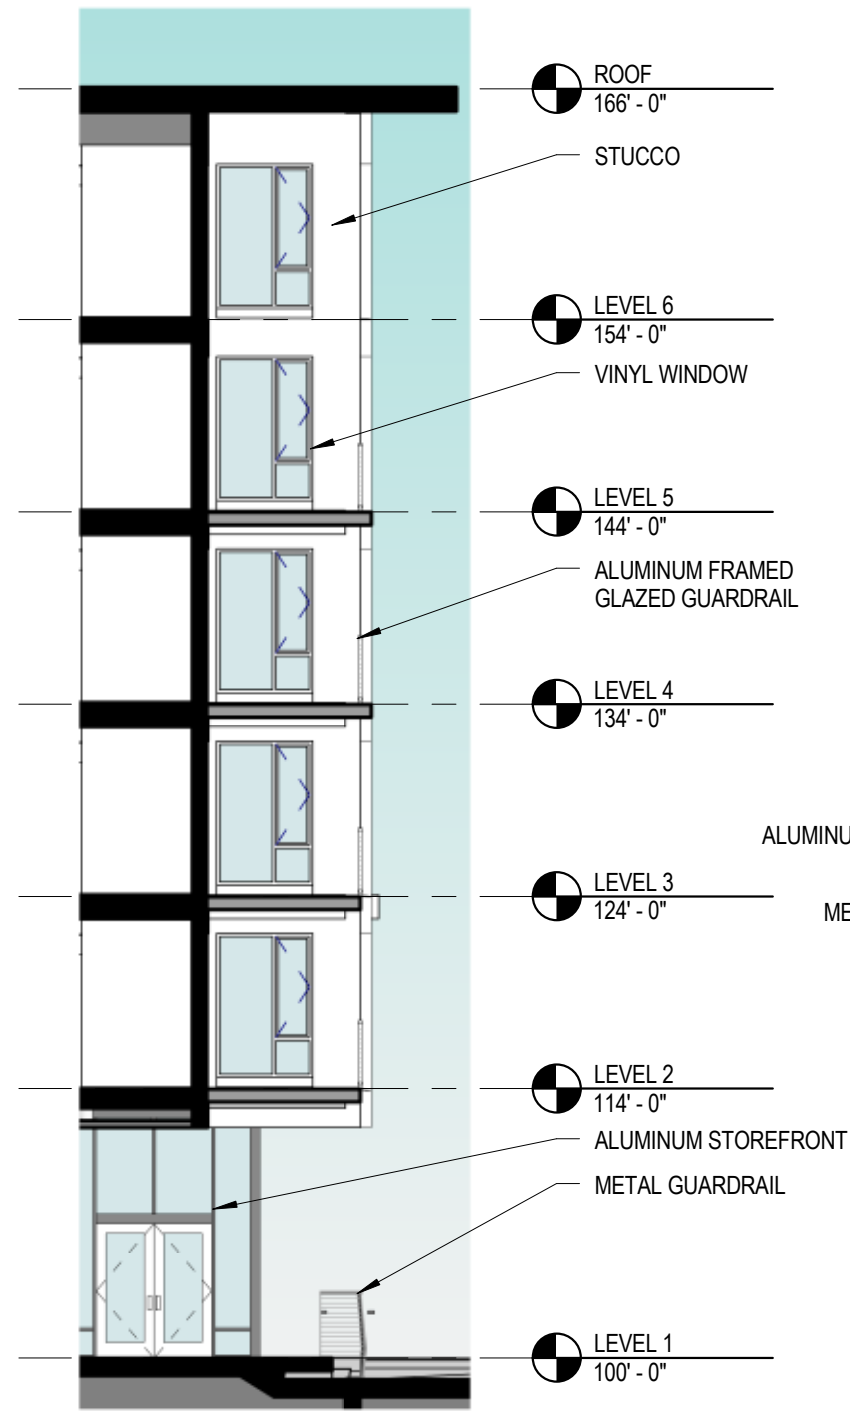 ROOF
166' - 0"
STUCCO
LEVEL 6
154' - 0"
VINYL WINDOW
LEVEL 5
144' - 0"
ALUMINUM FRAMED
GLAZED GUARDRAIL
LEVEL 4
134' - 0"
ALUMINU
LEVEL 3
124' - 0"
ME
LEVEL 2
114' - 0"
ALUMINUM STOREFRONT
METAL GUARDRAIL
LEVEL 1
100' - 0"